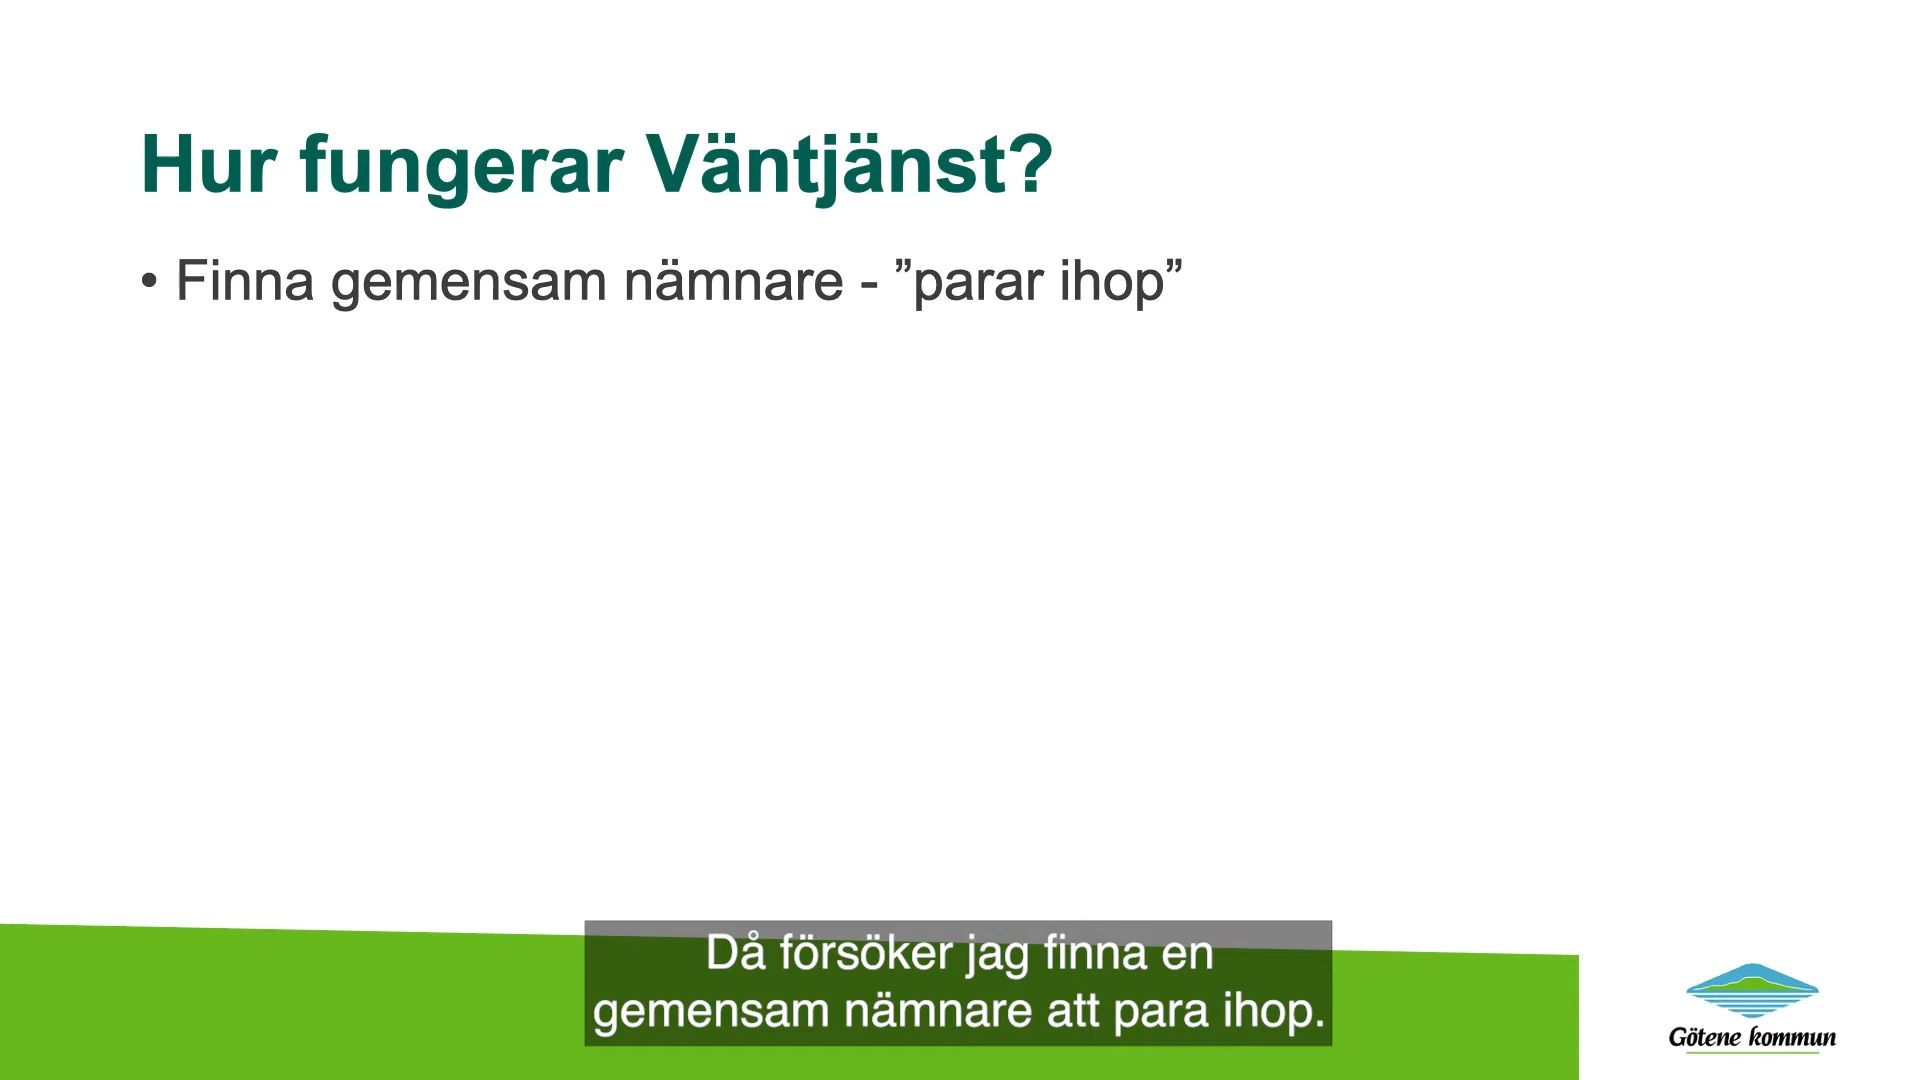 Hur fungerar Väntjänst?
• Finna gemensam nämnare - ”parar ihop”
Då försöker jag finna en
gemensam nämnare att para ihop.
Götene kommun